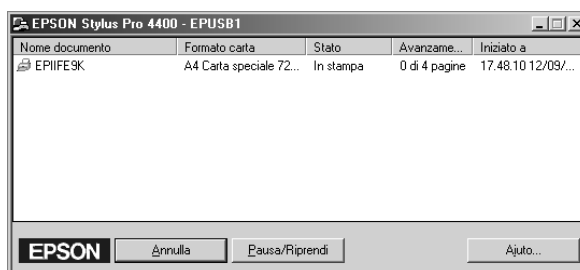 EPSON Stylus Pro 4400 - EPUSB1
Nome documento Formato carta Stato Avanzame... Iniziato a
EPIIFE9K A4 Carta speciale 72... In stampa 0 di 4 pagine 17.48.10 12/09/...
EPSON Annulla Pausa/Riprendi Aiuto...